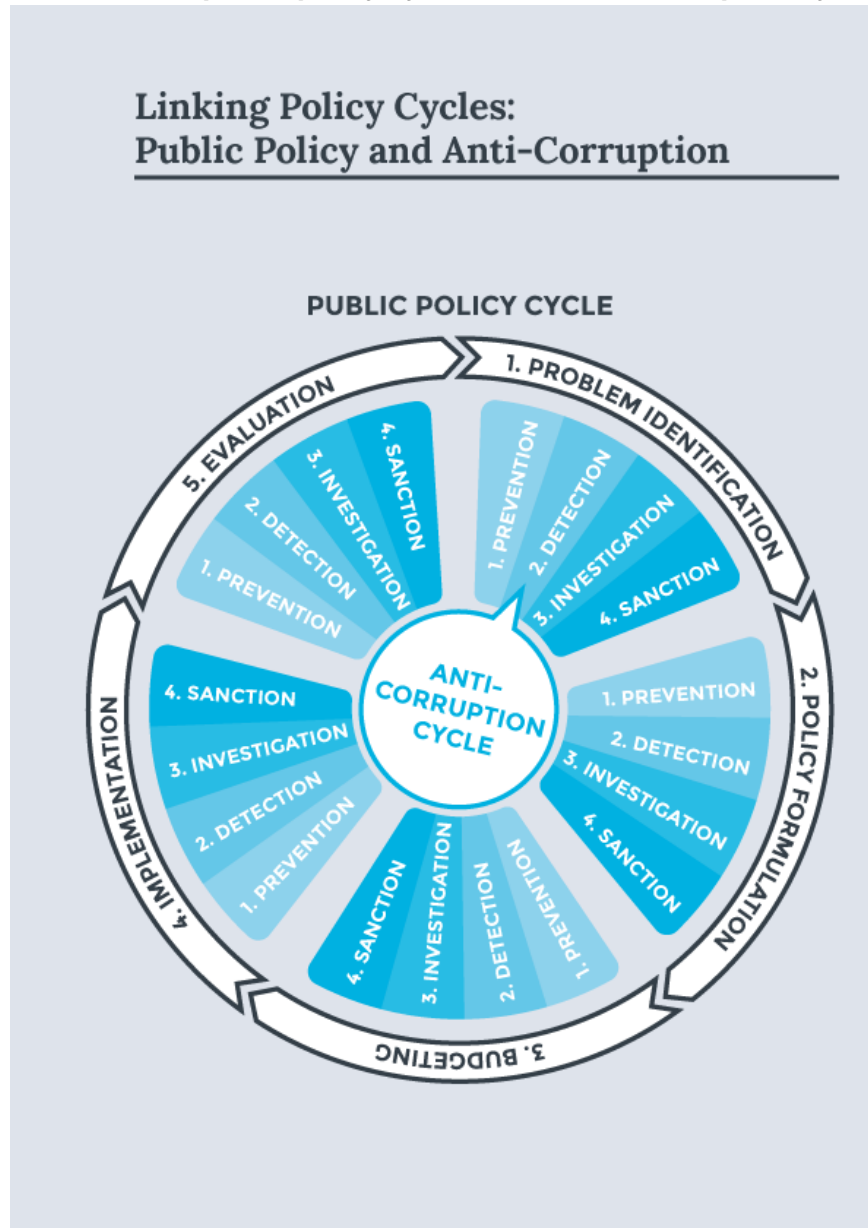 Linking Policy Cycles:
Public Policy and Anti-Corruption
PUBLIC POLICY CYCLE
1. PROBLEM IDENTIFICATION
1. PREVENTION
2. DETECTION
3. INVESTIGATION
4. SANCTION
2. POLICY FORMULATION
1. PREVENTION
2. DETECTION
3. INVESTIGATION
4. SANCTION
3. BUDGETING
1. PREVENTION
2. DETECTION
3. INVESTIGATION
4. SANCTION
4. IMPLEMENTATION
1. PREVENTION
2. DETECTION
3. INVESTIGATION
4. SANCTION
5. EVALUATION
1. PREVENTION
2. DETECTION
3. INVESTIGATION
4. SANCTION
ANTI-
CORRUPTION
CYCLE